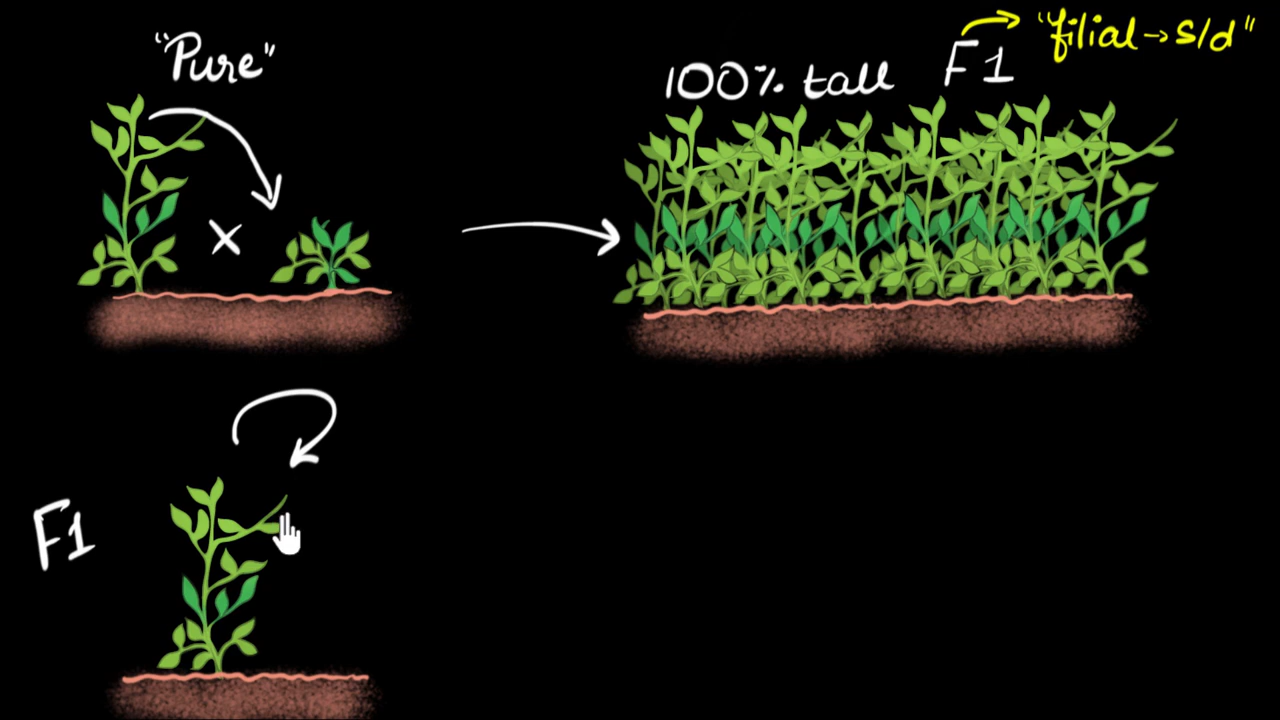 "Pure"
100% tall
F1
"filial → s/d"
F1